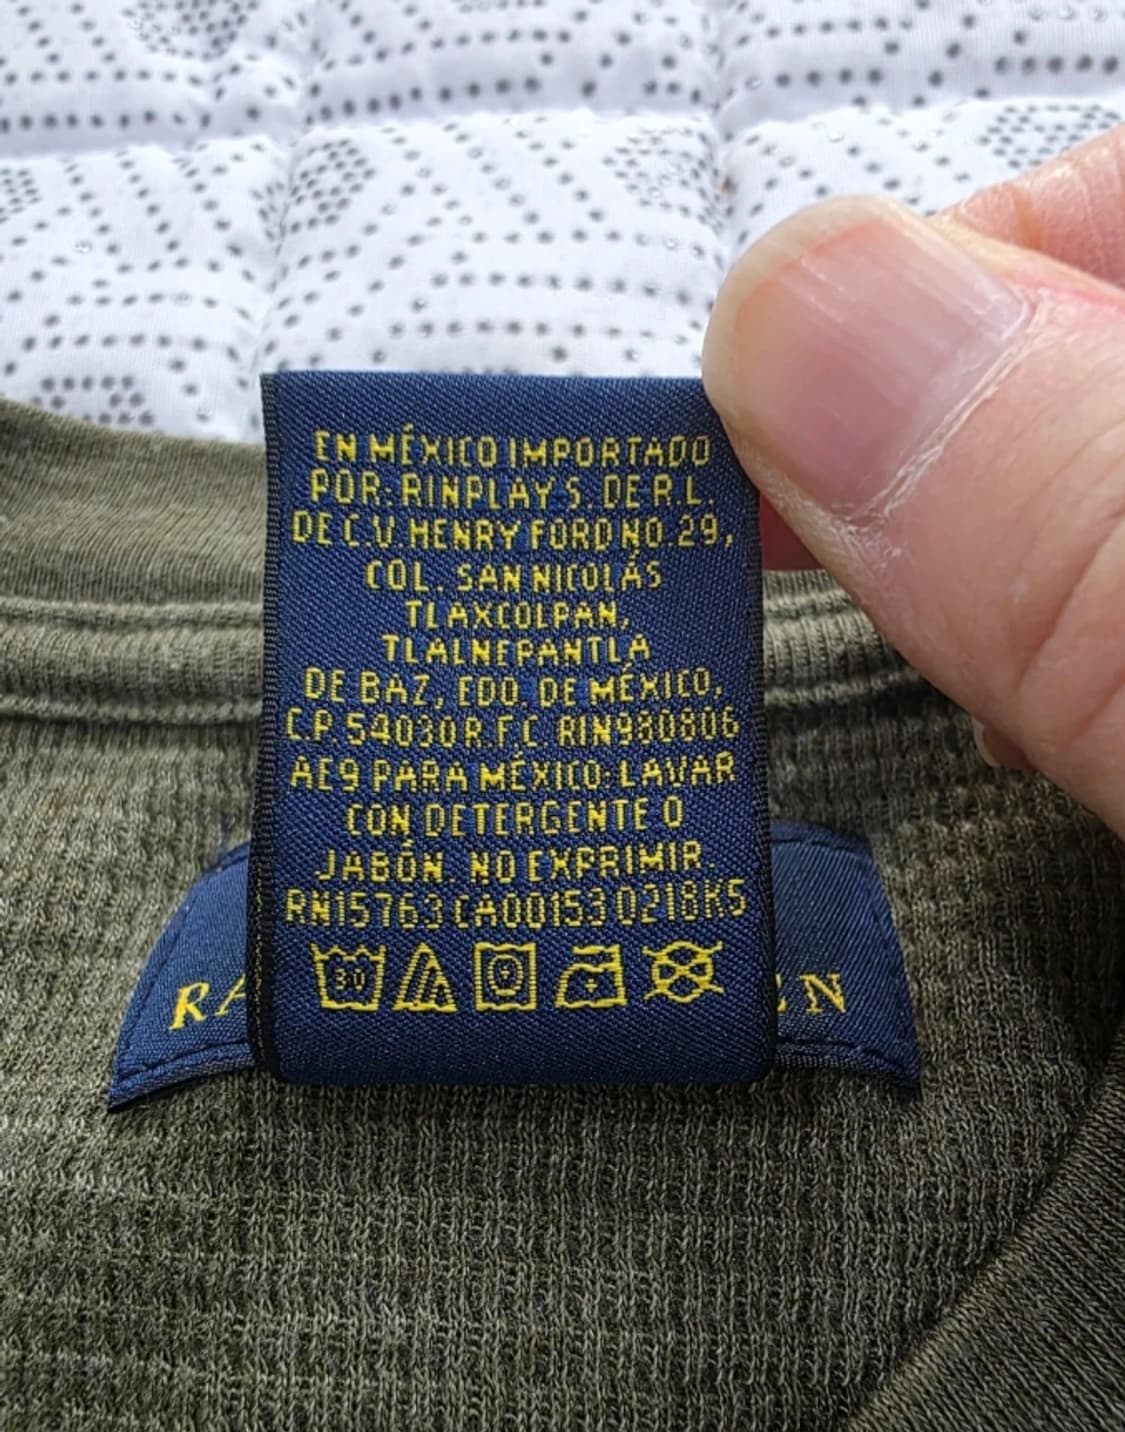 EN MÉXICO IMPORTADO
POR: RINPLAY S. DE R.L.
DE C.V. HENRY FORD NO. 29,
COL. SAN NICOLÁS
TLAXCOLPAN,
TLALNEPANTLA
DE BAZ, EDO. DE MÉXICO,
C.P. 54030 R.F.C. RIN980806
AE9 PARA MÉXICO: LAVAR
CON DETERGENTE O
JABÓN. NO EXPRIMIR.
RN15763 CA00153 0218KS
30